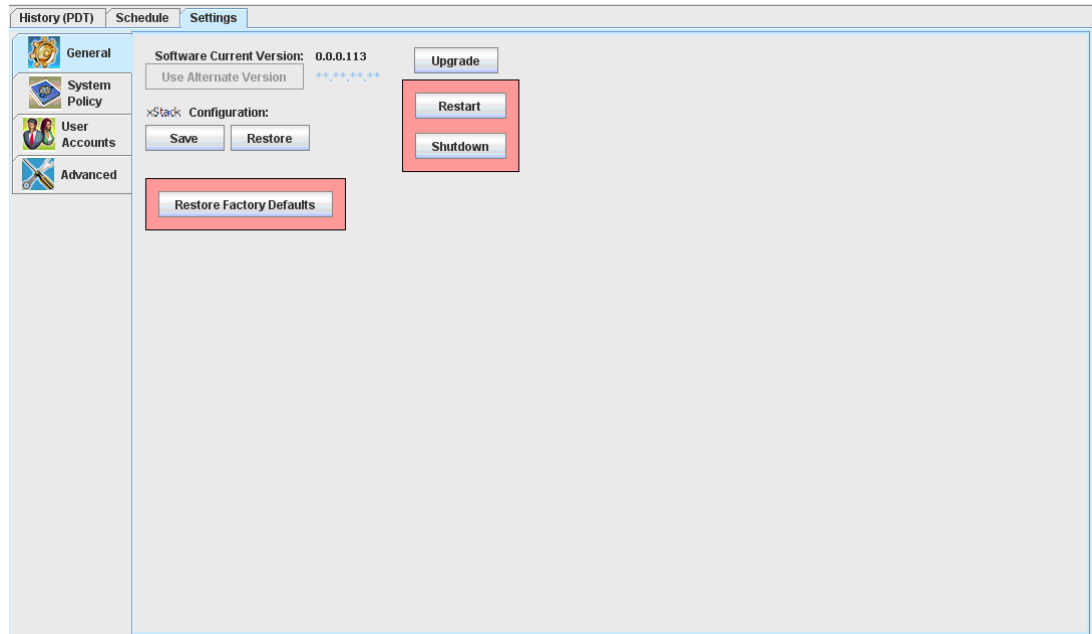 History (PDT) Schedule Settings
General
System
Policy
User
Accounts
Advanced
Software Current Version: 0.0.0.113
Upgrade
Use Alternate Version **.**.**.**
Restart
xStack Configuration:
Save Restore
Shutdown
Restore Factory Defaults